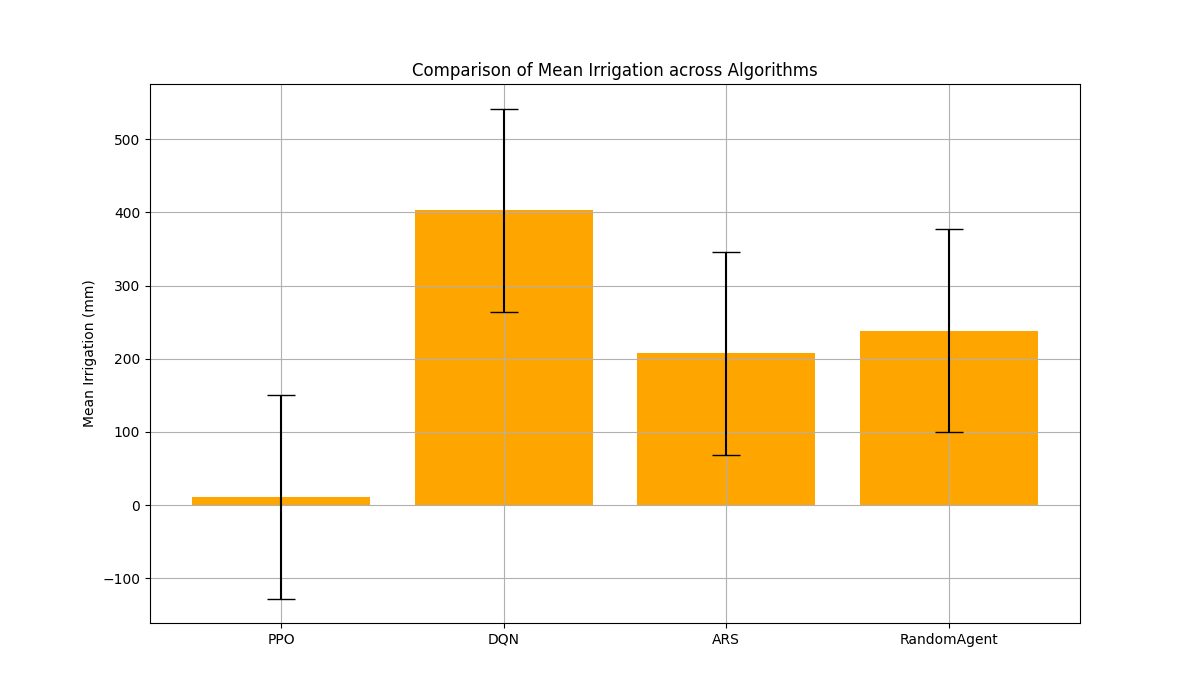 Comparison of Mean Irrigation across Algorithms
Mean Irrigation (mm)
500
400
300
200
100
0
−100
PPO DQN ARS RandomAgent